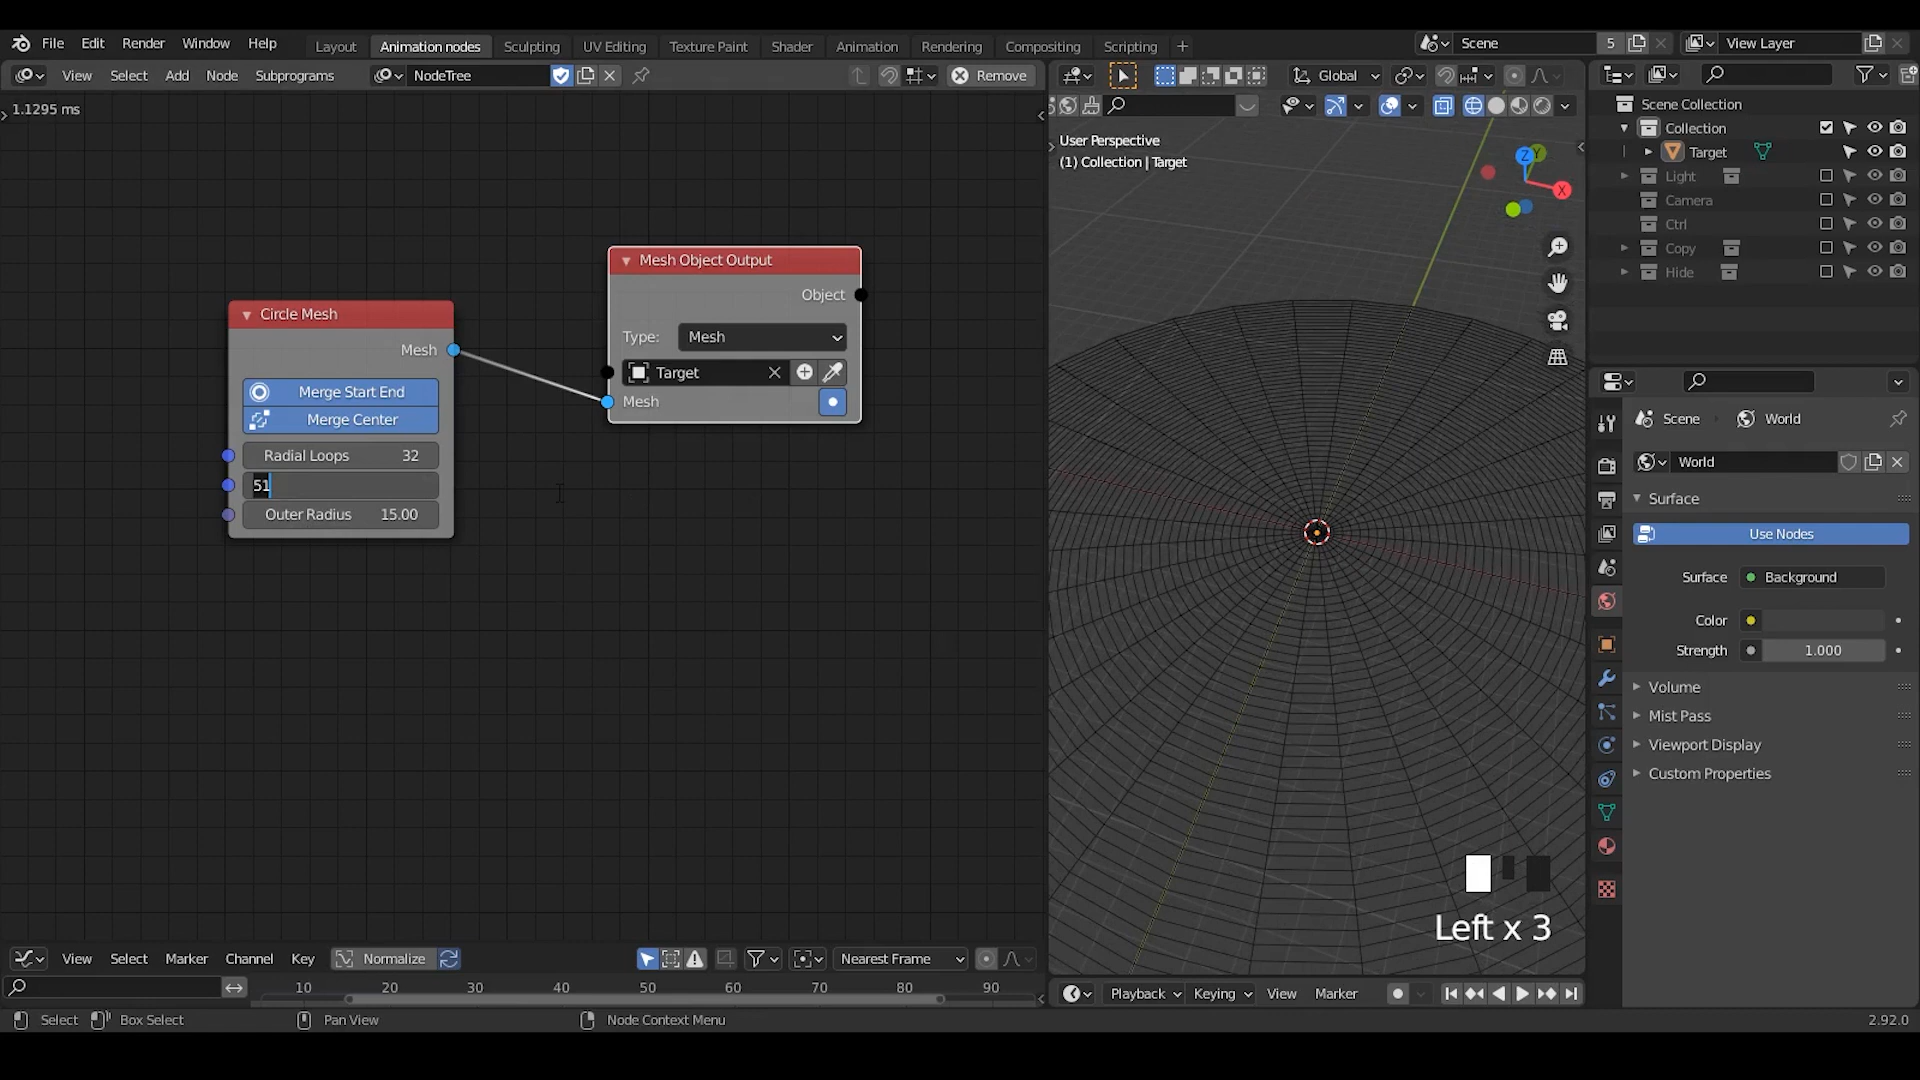 File Edit Render Window Help Layout Animation nodes Sculpting UV Editing Texture Paint Shader Animation Rendering Compositing Scripting Scene 5 View Layer
View Select Add Node Subprograms NodeTree Remove Global
1.1295 ms
User Perspective
(1) Collection | Target
Z Y X
Scene Collection
Collection
Target
Light
Camera
Ctrl
Copy
Hide
Mesh Object Output
Object
Type: Mesh
Target
Mesh
Circle Mesh
Mesh
Merge Start End
Merge Center
Radial Loops 32
51
Outer Radius 15.00
Scene World
World
Surface
Use Nodes
Surface Background
Color
Strength 1.000
Volume
Mist Pass
Viewport Display
Custom Properties
Left x 3
View Select Marker Channel Key Normalize Nearest Frame
10 20 30 40 50 60 70 80 90
Playback Keying View Marker
Select Box Select Pan View Node Context Menu 2.92.0